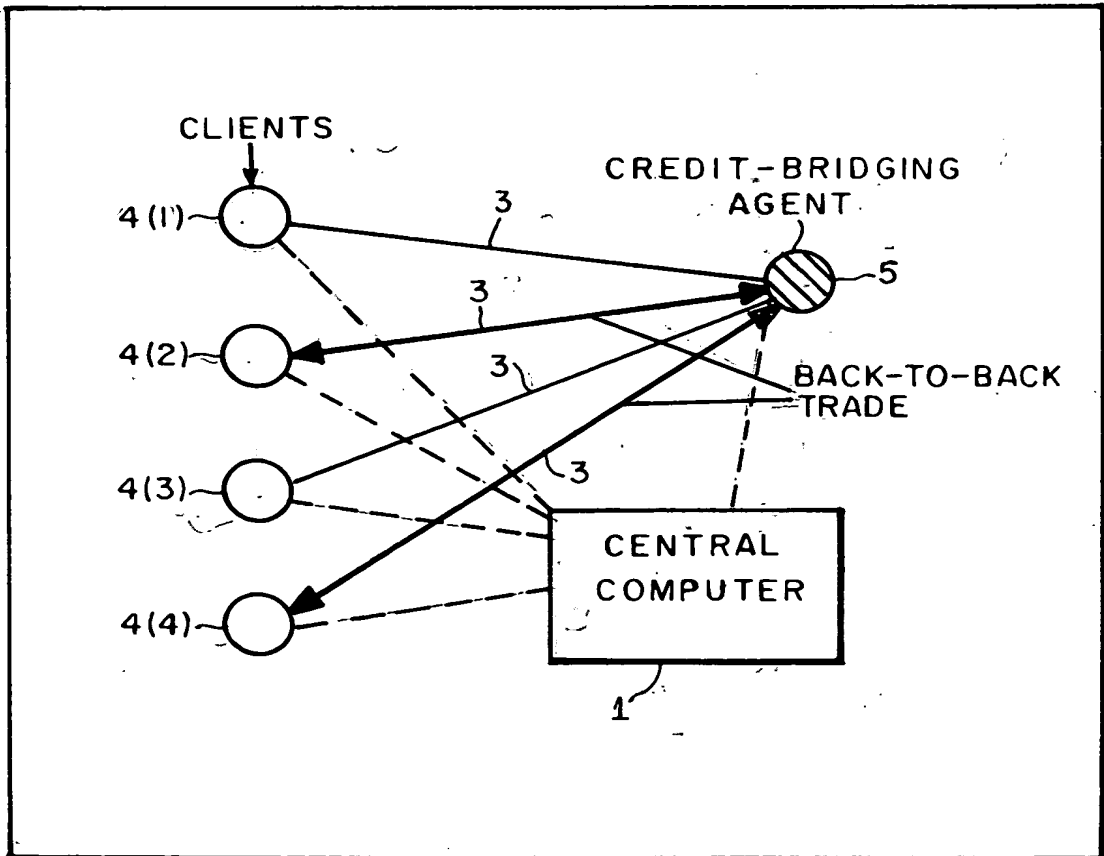 CLIENTS
CREDIT-BRIDGING
AGENT
4(1)
3
5
3
4(2)
3
BACK-TO-BACK
TRADE
3
4(3)
CENTRAL
COMPUTER
4(4)
1